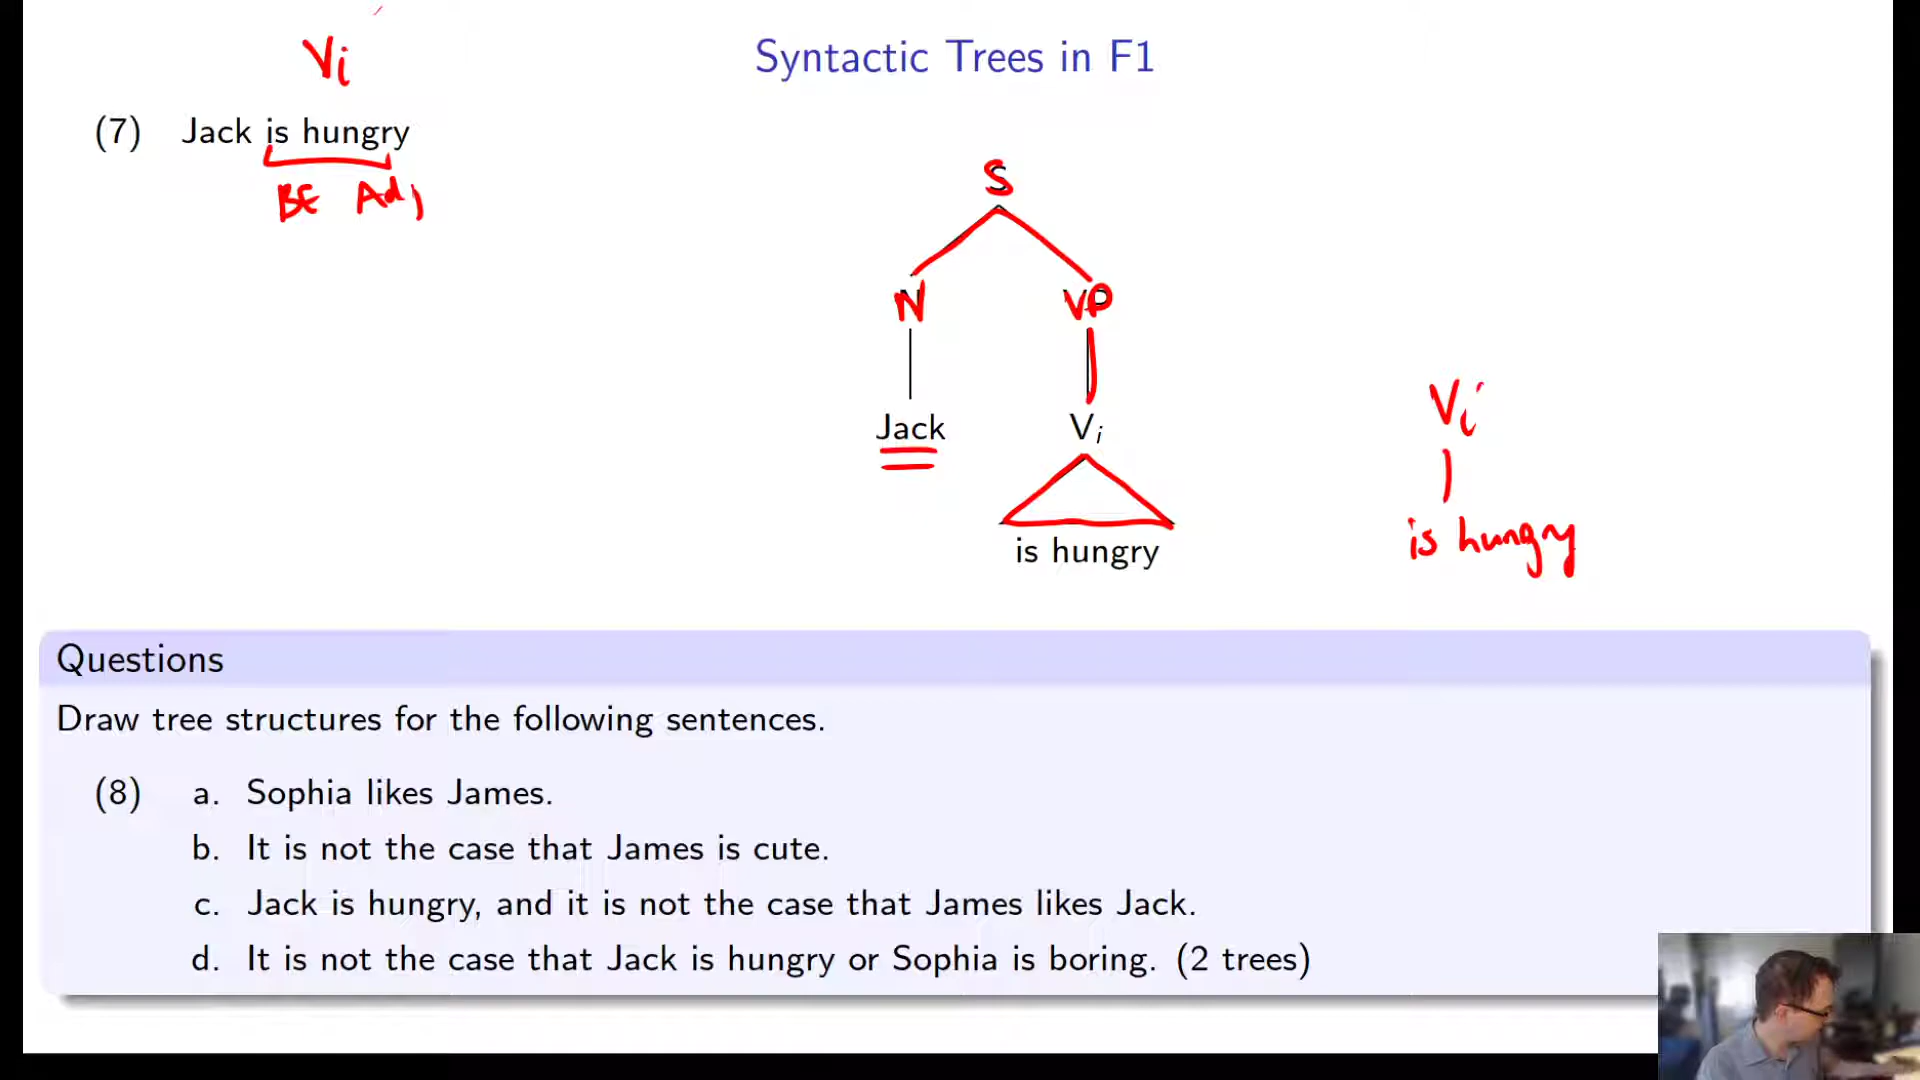 Vi
Syntactic Trees in F1
(7) Jack is hungry
BE Adj
S
N VP
Jack Vi
is hungry
Vi
is hungry
Questions
Draw tree structures for the following sentences.
(8) a. Sophia likes James.
b. It is not the case that James is cute.
c. Jack is hungry, and it is not the case that James likes Jack.
d. It is not the case that Jack is hungry or Sophia is boring. (2 trees)